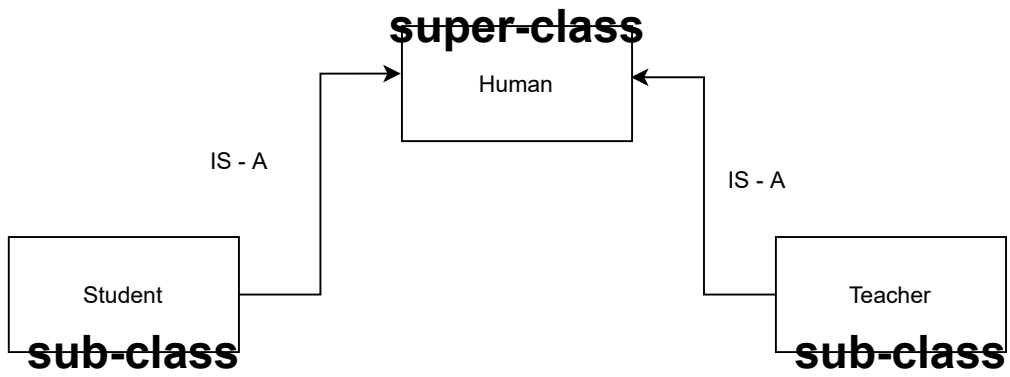 super-class
Human
IS - A
IS - A
Student
Teacher
sub-class
sub-class